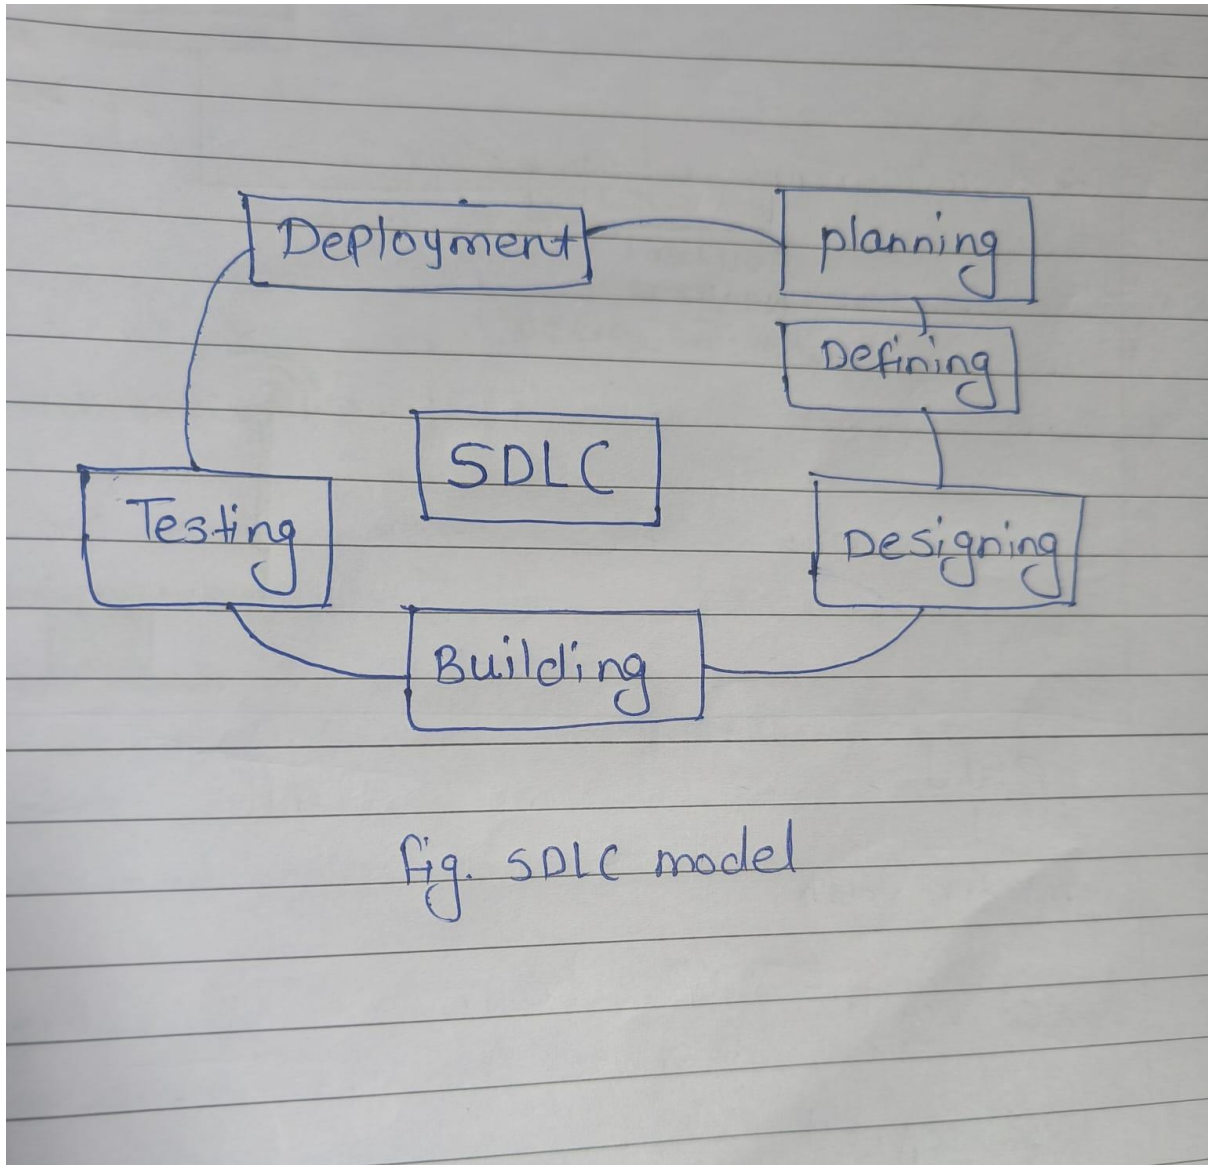 Deployment
planning
Defining
SDLC
Testing
Designing
Building
fig. SDLC model